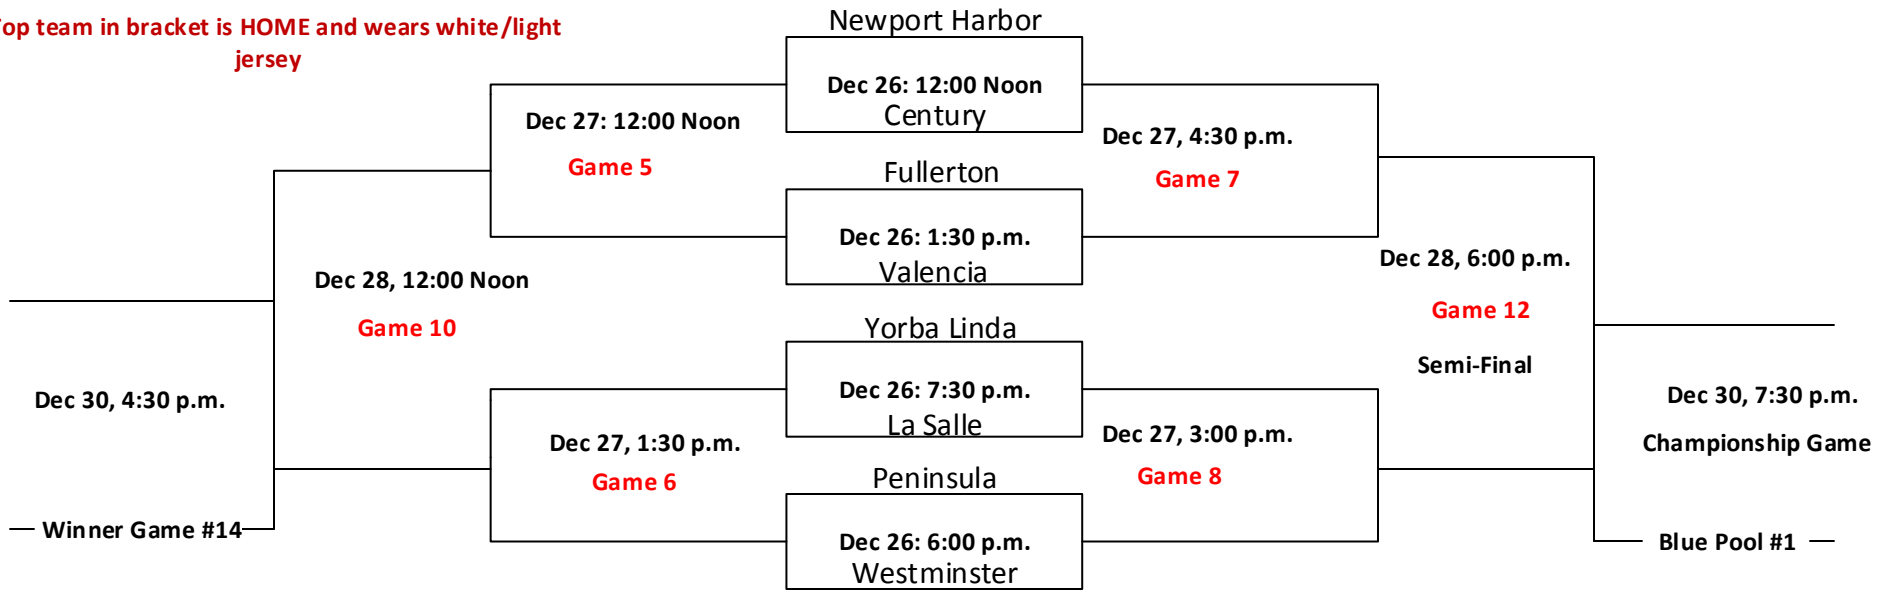 op team in bracket is HOME and wears white/light
jersey
Newport Harbor
Dec 26: 12:00 Noon
Century
Dec 27: 12:00 Noon
Game 5
Dec 27, 4:30 p.m.
Game 7
Fullerton
Dec 26: 1:30 p.m.
Valencia
Dec 28, 12:00 Noon
Game 10
Dec 28, 6:00 p.m.
Game 12
Semi-Final
Yorba Linda
Dec 26: 7:30 p.m.
La Salle
Dec 30, 4:30 p.m.
Dec 30, 7:30 p.m.
Championship Game
Dec 27, 1:30 p.m.
Game 6
Dec 27, 3:00 p.m.
Game 8
Peninsula
Dec 26: 6:00 p.m.
Westminster
Winner Game #14
Blue Pool #1